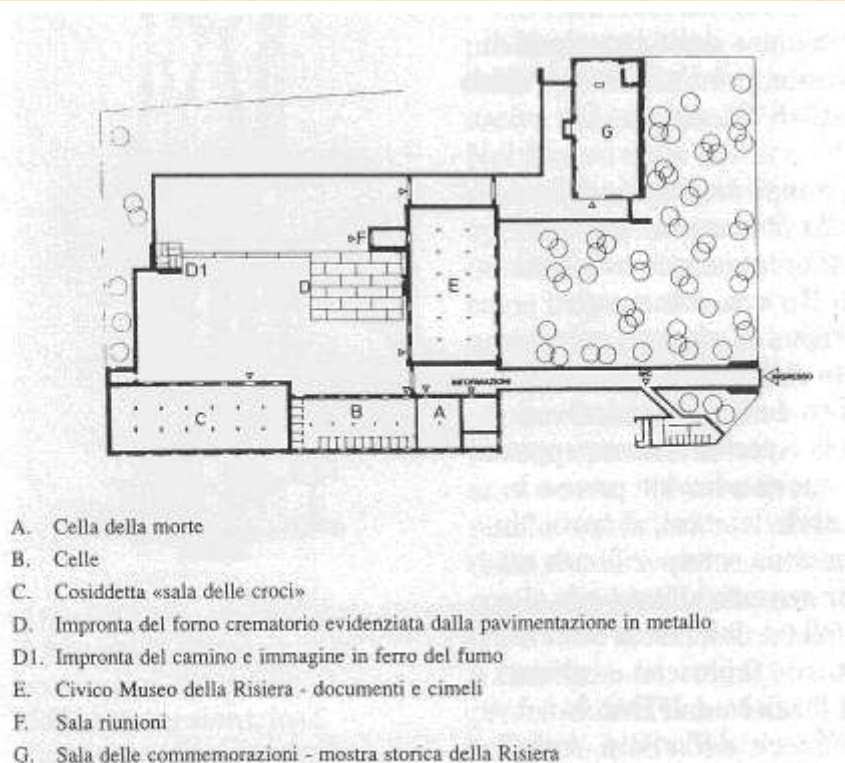 G
F
D1
D
E
INFORMAZIONI
C
B
A
A. Cella della morte
B. Celle
C. Cosiddetta «sala delle croci»
D. Impronta del forno crematorio evidenziata dalla pavimentazione in metallo
D1. Impronta del camino e immagine in ferro del fumo
E. Civico Museo della Risiera - documenti e cimeli
F. Sala riunioni
G. Sala delle commemorazioni - mostra storica della Risiera